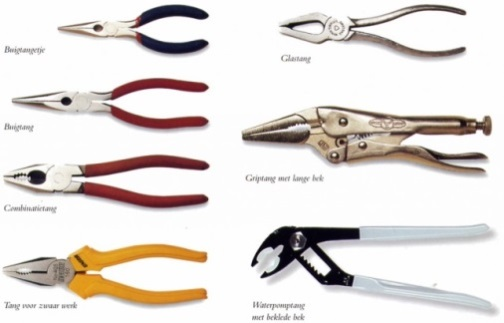 Buigtangetje
Buigtang
Combinatietang
Tang voor zwaar werk
Glastang
Griptang met lange bek
Waterpomptang
met beklede bek